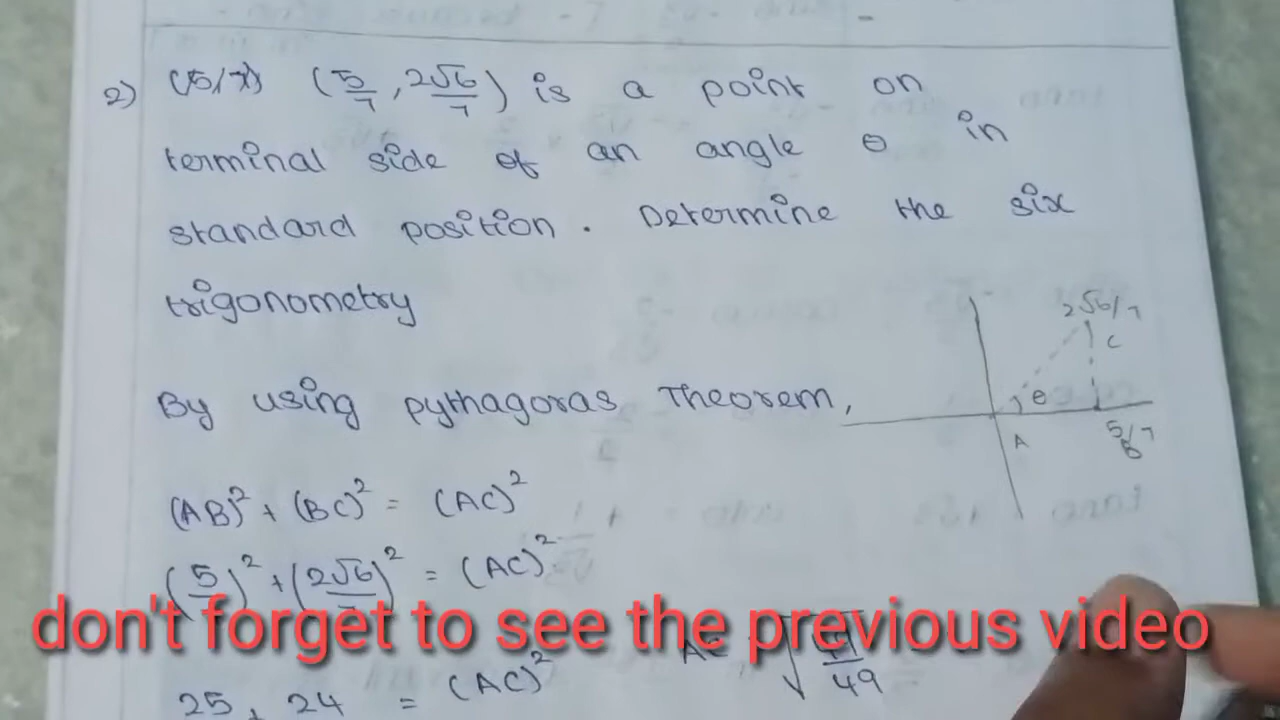 2) (5/7) (5/7, 2√6/7) is a point on
terminal side of an angle θ in
standard position. Determine the six
trigonometry
2√6/7
C
θ
A
5/7
By using pythagoras Theorem,
(AB)² + (BC)² = (AC)²
(5/7)² + (2√6/7)² = (AC)²
don't forget to see the previous video
25 + 24 = (AC)²
AC = √49/49